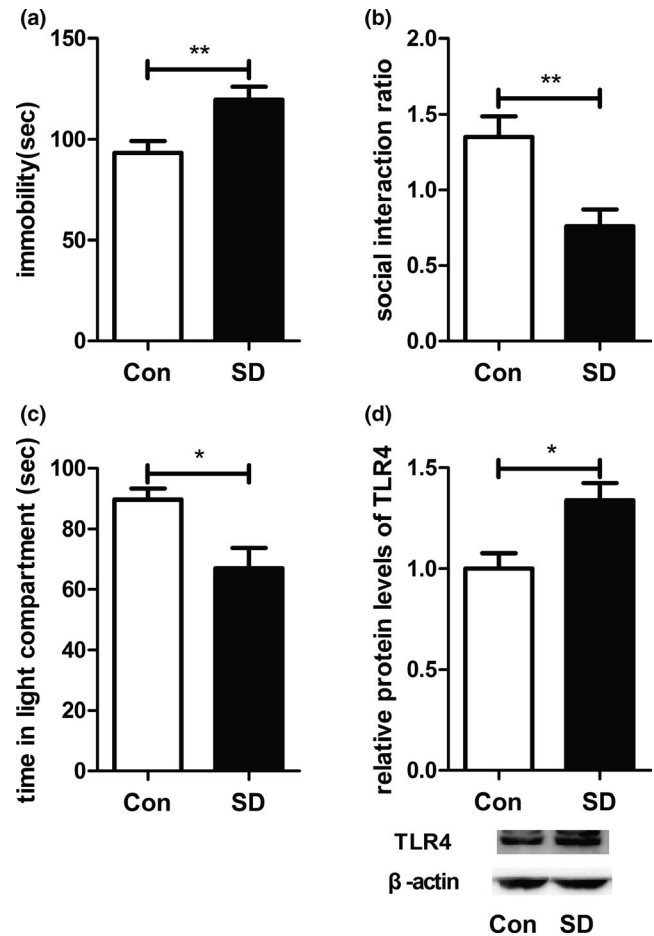 (a)
immobility(sec)
150
100
50
0
**
Con SD
(b)
social interaction ratio
2.0
1.5
1.0
0.5
0.0
**
Con SD
(c)
time in light compartment (sec)
100
80
60
40
20
0
*
Con SD
(d)
relative protein levels of TLR4
1.5
1.0
0.5
0.0
*
Con SD
TLR4
β-actin
Con SD